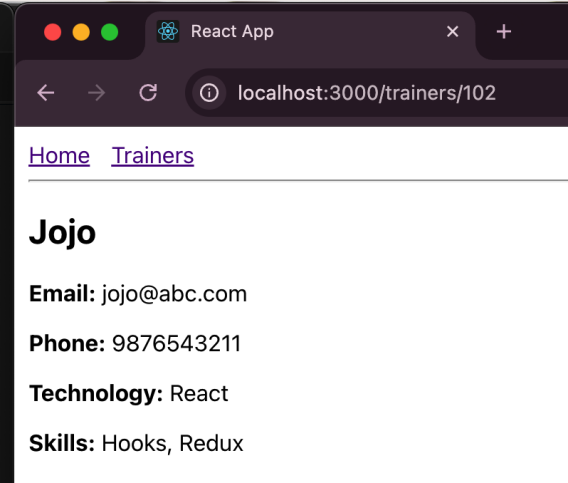 React App
localhost:3000/trainers/102
Home Trainers
Jojo
Email: jojo@abc.com
Phone: 9876543211
Technology: React
Skills: Hooks, Redux